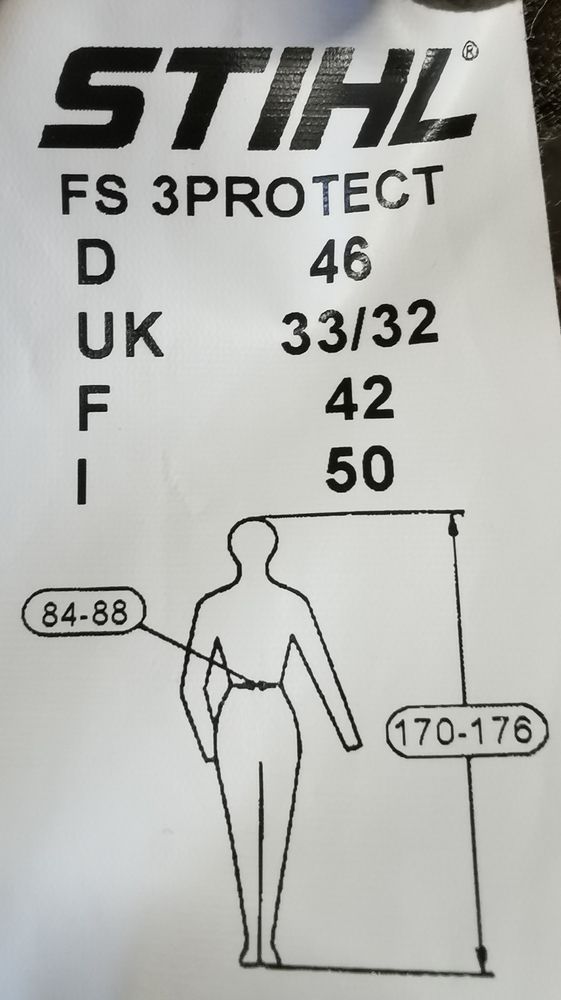 STIHL®
FS 3PROTECT
D 46
UK 33/32
F 42
I 50
84-88
170-176